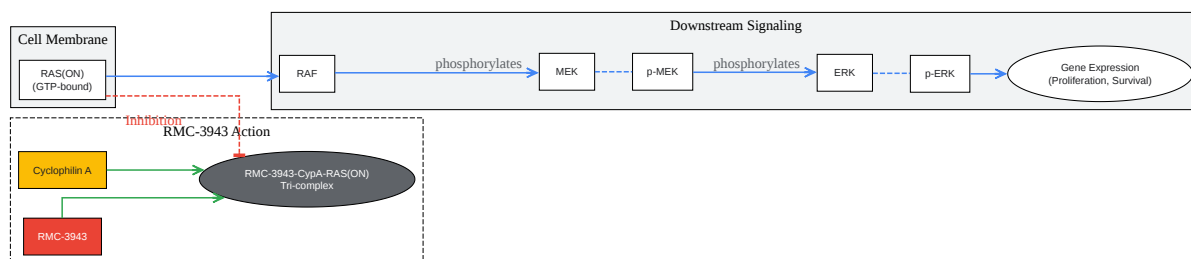 Downstream Signaling
Cell Membrane
RAS(ON)
(GTP-bound)
RAF
phosphorylates
MEK
p-MEK
phosphorylates
ERK
p-ERK
Gene Expression
(Proliferation, Survival)
Inhibition
RMC-3943 Action
Cyclophilin A
RMC-3943-CypA-RAS(ON)
Tri-complex
RMC-3943